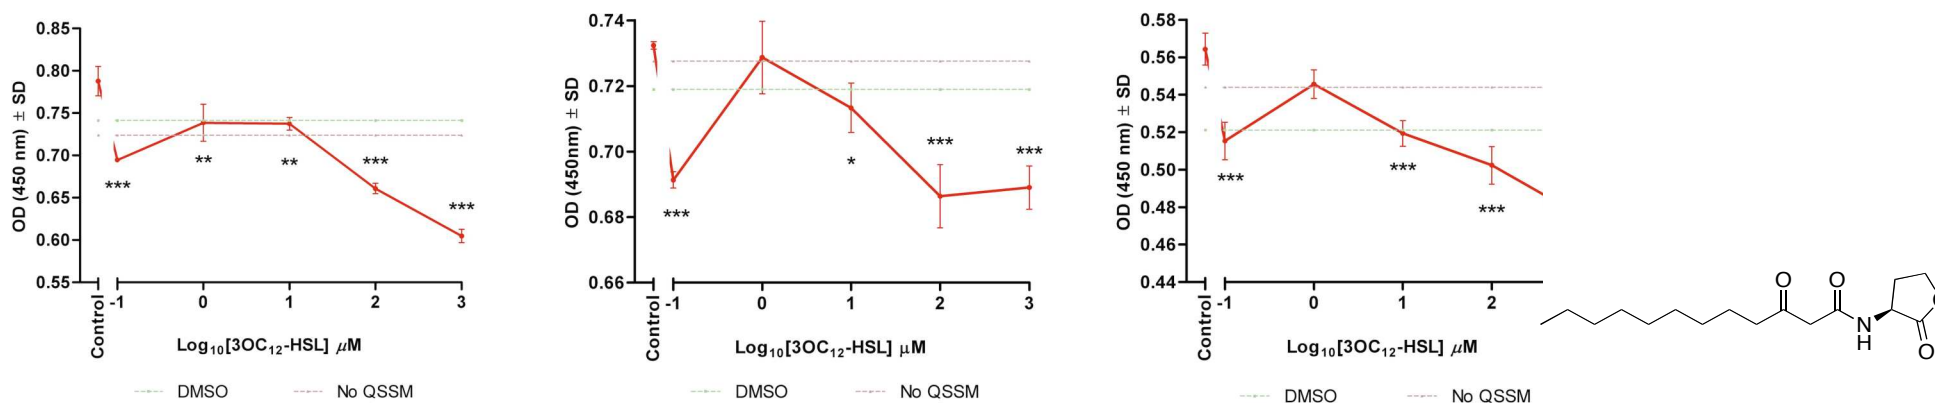 0.85
0.80
0.75
0.70
0.65
0.60
0.55
OD (450 nm) ± SD
*** ** ** *** ***
Control -1 0 1 2 3
Log10[3OC12-HSL] μM
DMSO No QSSM
0.74
0.72
0.70
0.68
0.66
OD (450nm) ± SD
*** * *** ***
Control -1 0 1 2 3
Log10[3OC12-HSL] μM
DMSO No QSSM
0.58
0.56
0.54
0.52
0.50
0.48
0.46
0.44
OD (450 nm) ± SD
*** *** ***
Control -1 0 1 2
Log10[3OC12-HSL] μM
DMSO No QSSM
O O
N
H
O